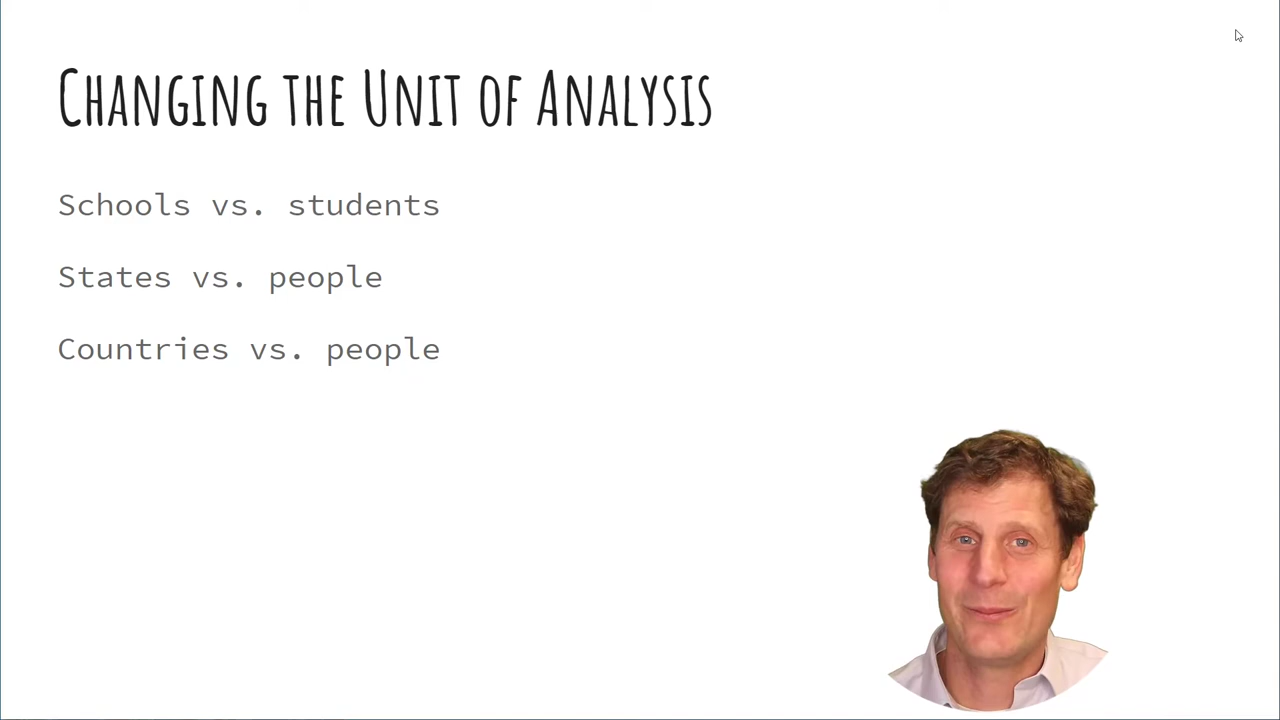 Changing the Unit of Analysis
Schools vs. students
States vs. people
Countries vs. people